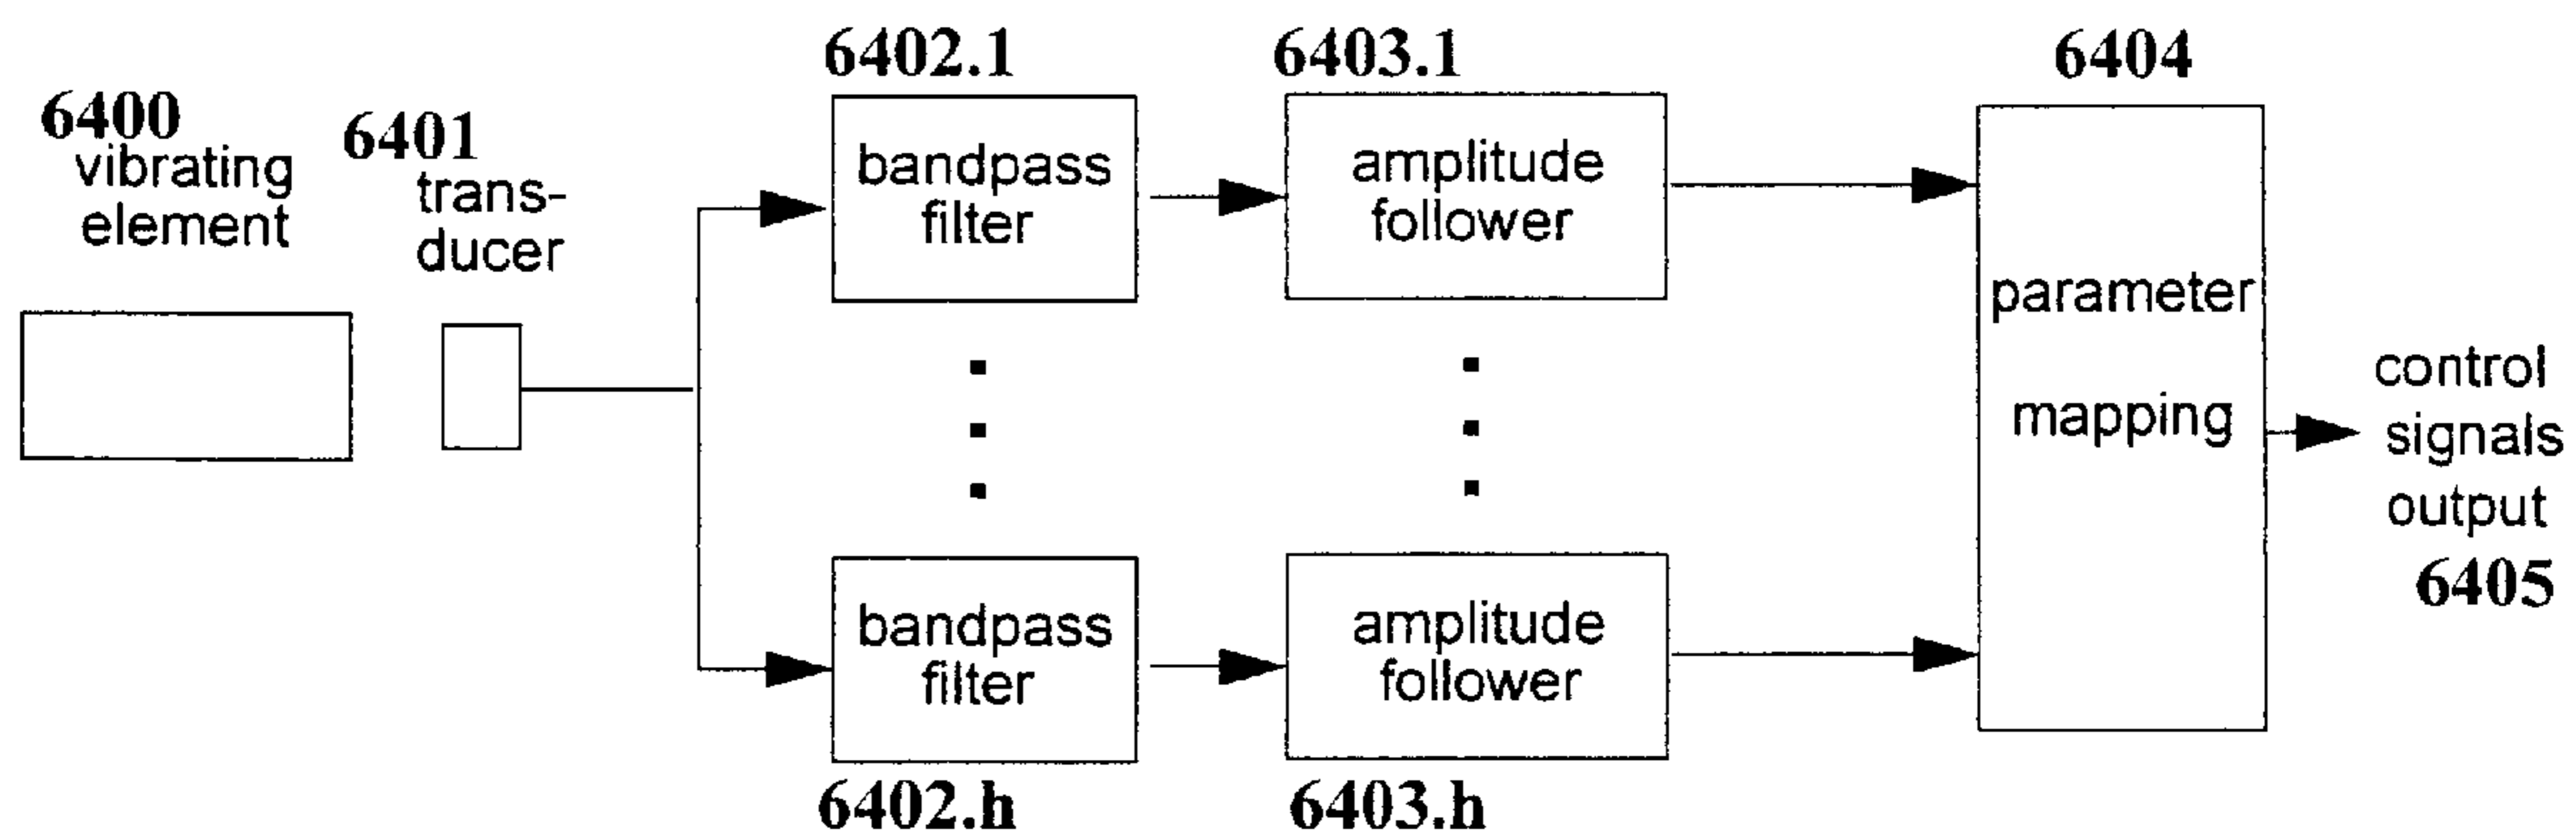 6400
vibrating
element
6401
trans-
ducer
6402.1
bandpass
filter
6403.1
amplitude
follower
6404
parameter
mapping
control
signals
output
6405
bandpass
filter
6402.h
amplitude
follower
6403.h